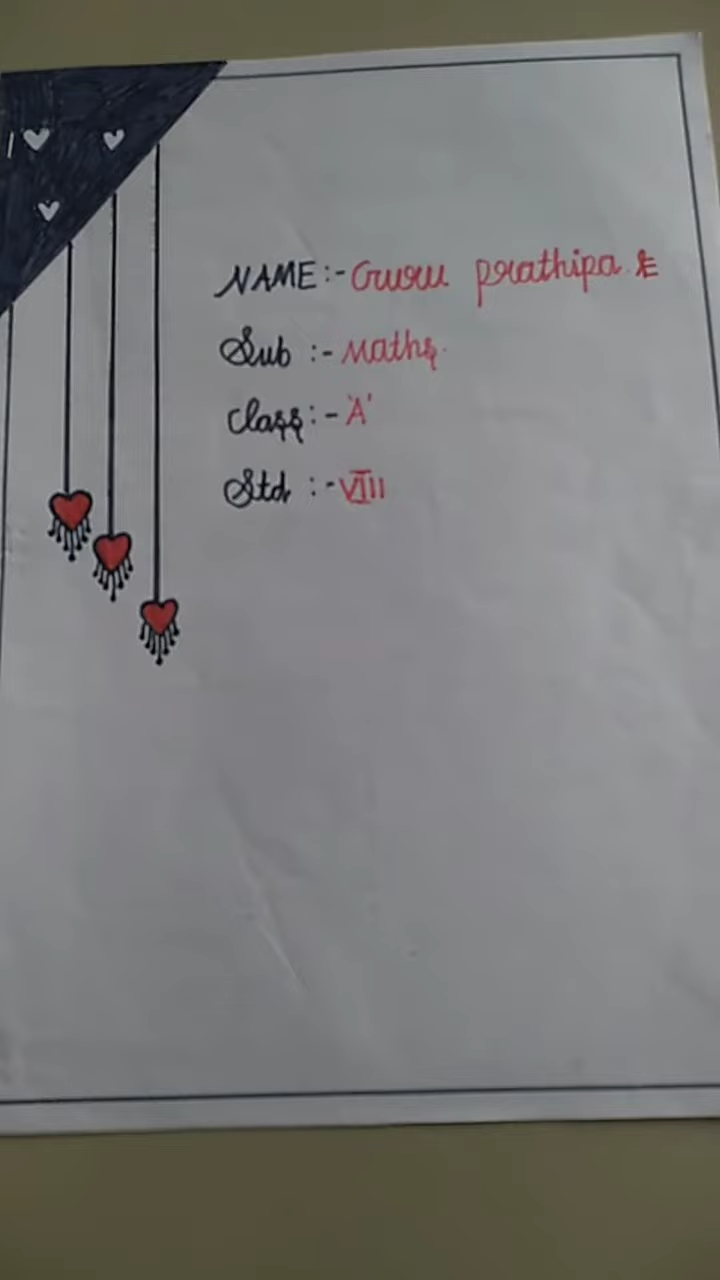 NAME:- Guru prathipa. E
Sub :- Maths.
Class:- 'A'
Std :- VIII